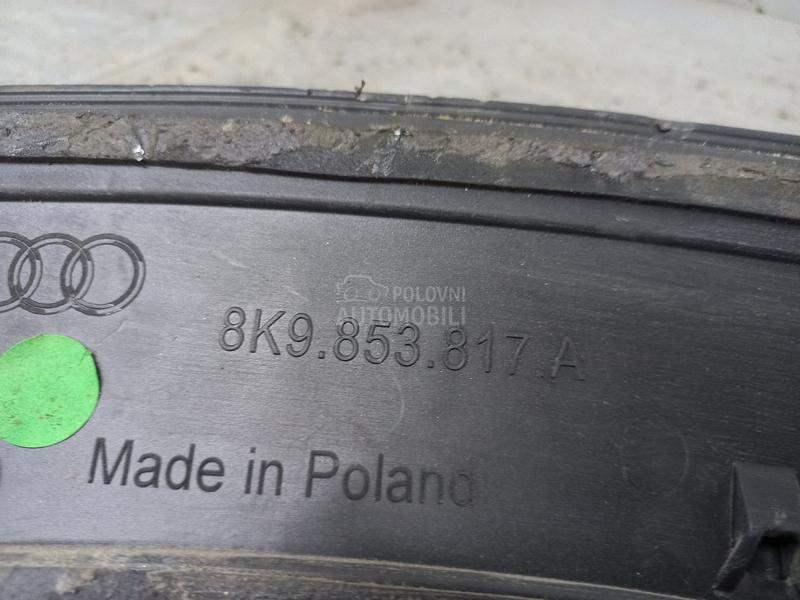 POLOVNI
AUTOMOBILI
8K9.853.817.A
Made in Poland